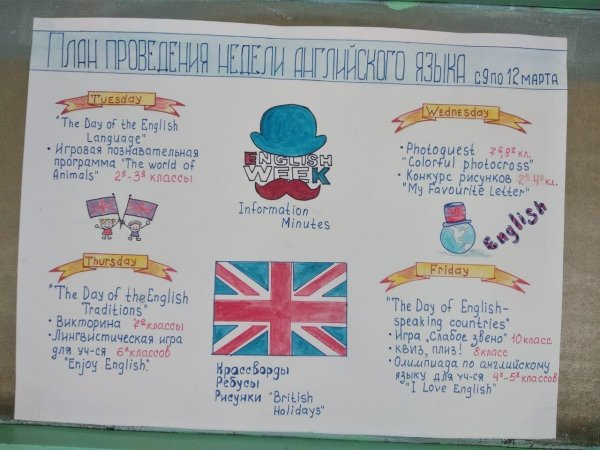 План проведения недели английского языка с 9 по 12 марта
Tuesday
"The Day of the English
Language"
• Игровая познавательная
программа "The world of
Animals" 2е-3е классы
ENGLISH
WEEK
Information
Minutes
Wednesday
• Photoquest 7е,8е кл.
"Colorful photocross"
• Конкурс рисунков 2е-4е кл.
"My Favourite Letter"
English
Thursday
"The Day of the English
Traditions"
• Викторина 7е классы
• Лингвистическая игра
для уч-ся 6х классов
"Enjoy English".
Кроссворды
Ребусы
Рисунки "British
Holidays"
Friday
"The Day of English-
speaking countries"
• Игра "Слабое звено" 10 класс
• Квиз, плиз! 8 класс
• Олимпиада по английскому
языку для уч-ся 4х-5х классов
"I Love English"